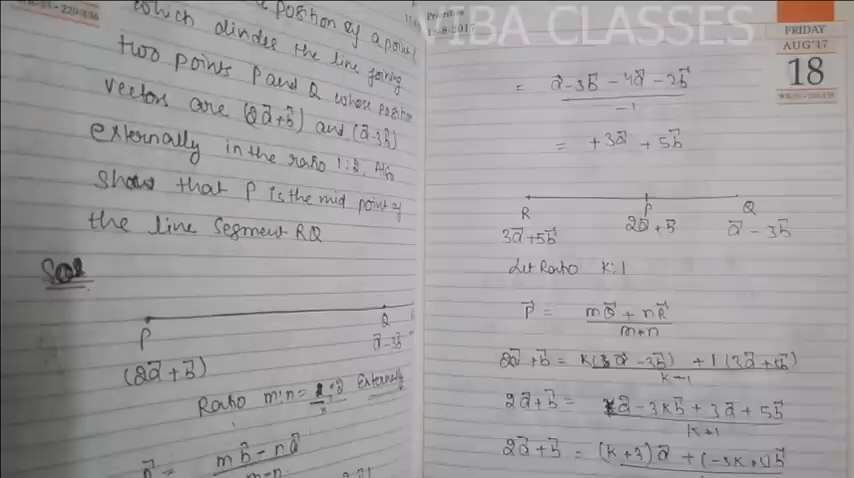 position of a point
which divides the line joing
two points P and Q whose position
vectors are (2a⃗+b⃗) and (a⃗-3b⃗)
externally in the ratio 1:2. Also
show that P is the mid point of
the line segment RQ
Sol
P
Q
(2a⃗+b⃗)
a⃗-3b⃗
Ratio m:n = 1:2 Externally
mb⃗ - na⃗
m-n
VIBA CLASSES
FRIDAY
AUG'17
18
= a⃗-3b⃗ - 4a⃗ - 2b⃗
-1
= +3a⃗ + 5b⃗
R P Q
3a⃗+5b⃗ 2a⃗+b⃗ a⃗ - 3b⃗
Let Ratio K:1
P⃗ = mQ⃗ + nR⃗
m+n
2a⃗+b⃗ = K(a⃗ - 3b⃗) + 1(3a⃗+5b⃗)
K-1
2a⃗+b⃗ = Ka⃗ - 3Kb⃗ + 3a⃗ + 5b⃗
K+1
2a⃗+b⃗ = (K+3)a⃗ + (-3K+5)b⃗